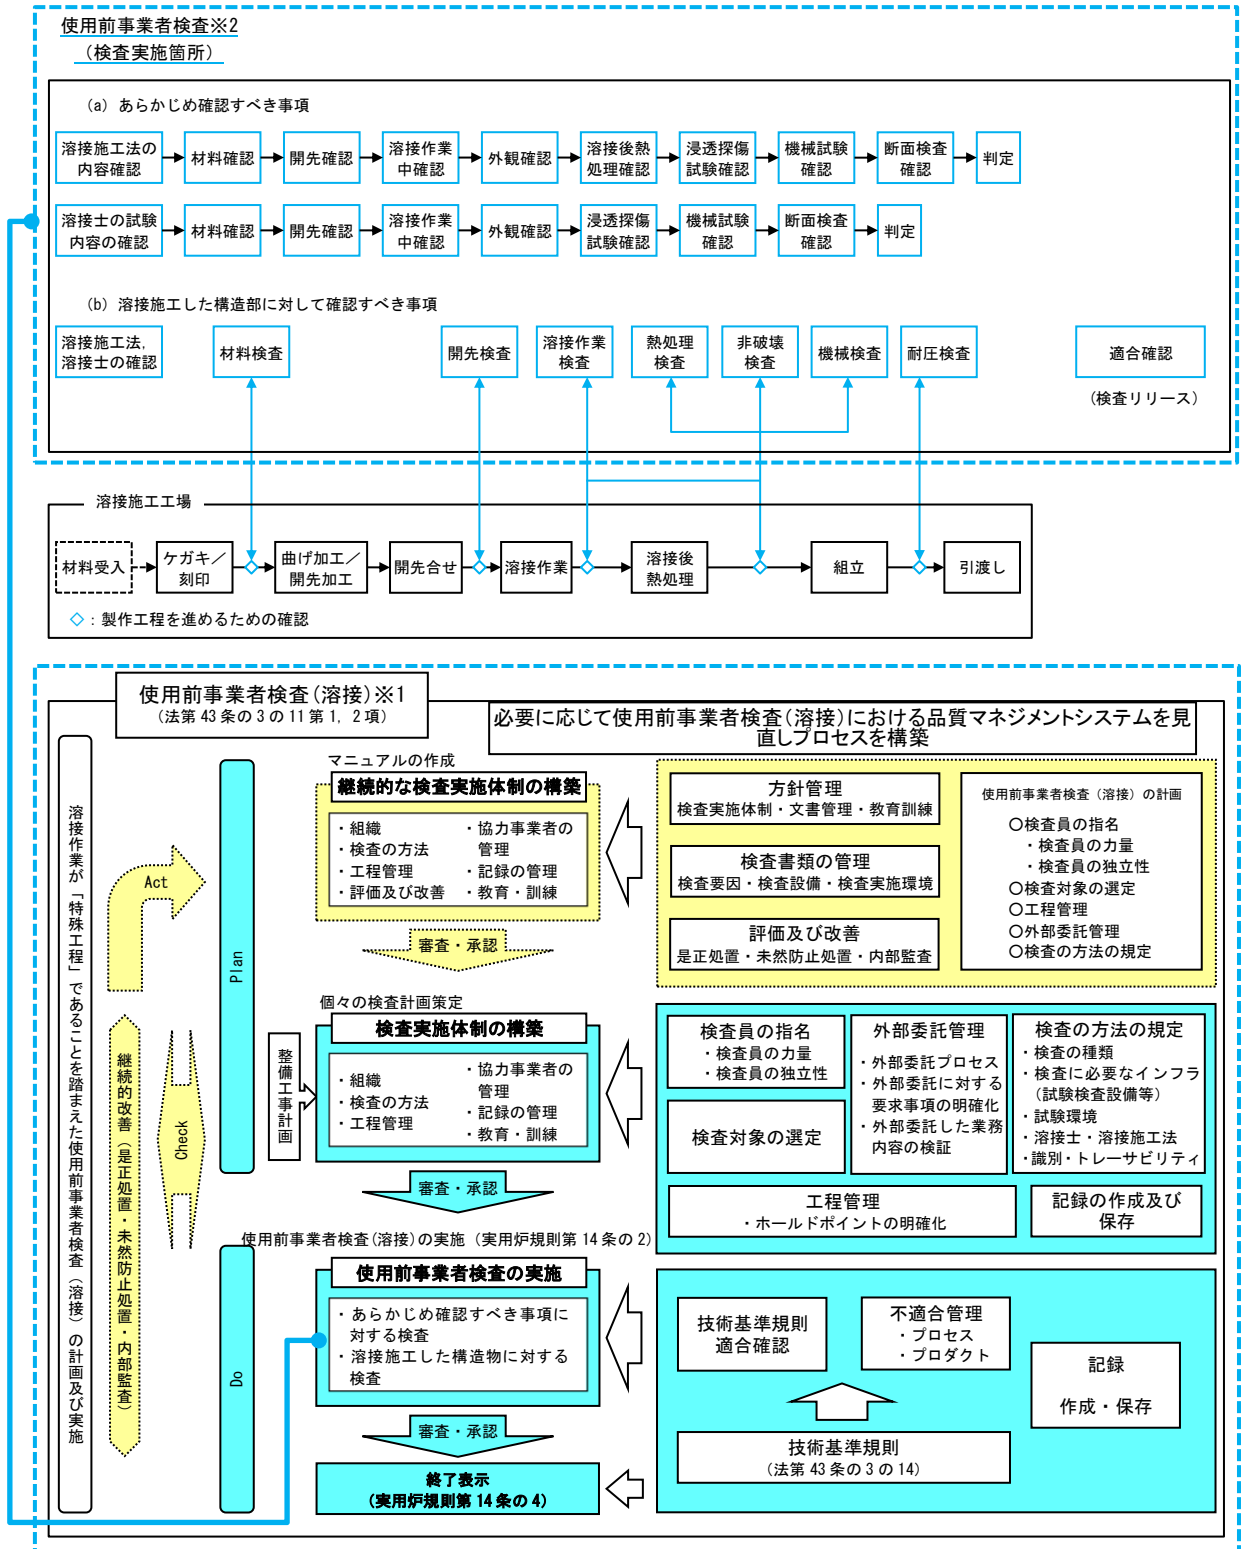 使用前事業者検査※2
（検査実施箇所）
（a）あらかじめ確認すべき事項
溶接施工法の
内容確認
材料確認
開先確認
溶接作業
中確認
外観確認
溶接後熱
処理確認
浸透探傷
試験確認
機械試験
確認
断面検査
確認
判定
溶接士の試験
内容の確認
材料確認
開先確認
溶接作業
中確認
外観確認
浸透探傷
試験確認
機械試験
確認
断面検査
確認
判定
（b）溶接施工した構造部に対して確認すべき事項
溶接施工法，
溶接士の確認
材料検査
開先検査
溶接作業
検査
熱処理
検査
非破壊
検査
機械検査
耐圧検査
適合確認
（検査リリース）
溶接施工工場
材料受入
ケガキ／
刻印
曲げ加工／
開先加工
開先合せ
溶接作業
溶接後
熱処理
組立
引渡し
◇：製作工程を進めるための確認
使用前事業者検査（溶接）※1
（法第 43 条の 3 の 11 第 1，2 項）
必要に応じて使用前事業者検査（溶接）における品質マネジメントシステムを見
直しプロセスを構築
溶接作業が「特殊工程」であることを踏まえた使用前事業者検査（溶接）の計画及び実施
Act
継続的改善（是正処置・未然防止処置・内部監査）
Check
Plan
Do
マニュアルの作成
継続的な検査実施体制の構築
・組織
・検査の方法
・工程管理
・評価及び改善
・協力事業者の
管理
・記録の管理
・教育・訓練
審査・承認
方針管理
検査実施体制・文書管理・教育訓練
検査書類の管理
検査要因・検査設備・検査実施環境
評価及び改善
是正処置・未然防止処置・内部監査
使用前事業者検査（溶接）の計画
○検査員の指名
・検査員の力量
・検査員の独立性
○検査対象の選定
○工程管理
○外部委託管理
○検査の方法の規定
個々の検査計画策定
整備工事計画
検査実施体制の構築
・組織
・検査の方法
・工程管理
・協力事業者の
管理
・記録の管理
・教育・訓練
審査・承認
検査員の指名
・検査員の力量
・検査員の独立性
検査対象の選定
外部委託管理
・外部委託プロセス
・外部委託に対する
要求事項の明確化
・外部委託した業務
内容の検証
検査の方法の規定
・検査の種類
・検査に必要なインフラ
（試験検査設備等）
・試験環境
・溶接士・溶接施工法
・識別・トレーサビリティ
工程管理
・ホールドポイントの明確化
記録の作成及び
保存
使用前事業者検査（溶接）の実施（実用炉規則第 14 条の 2）
使用前事業者検査の実施
・あらかじめ確認すべき事項に
対する検査
・溶接施工した構造物に対する
検査
審査・承認
終了表示
（実用炉規則第 14 条の 4）
技術基準規則
適合確認
不適合管理
・プロセス
・プロダクト
記録
作成・保存
技術基準規則
（法第 43 条の 3 の 14）